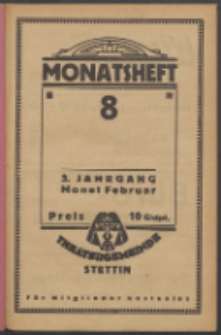 MONATSHEFT
8
3. JAHRGANG
Monat Februar
Preis 10 Goldpf.
THEATERGEMEINDE
STETTIN
Für Mitglieder kostenlos